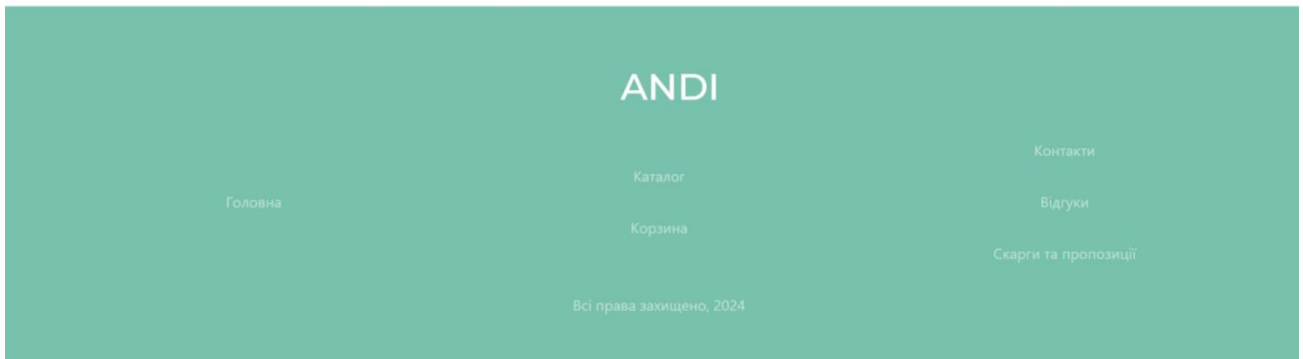 ANDI
Головна
Каталог
Корзина
Контакти
Відгуки
Скарги та пропозиції
Всі права захищено, 2024